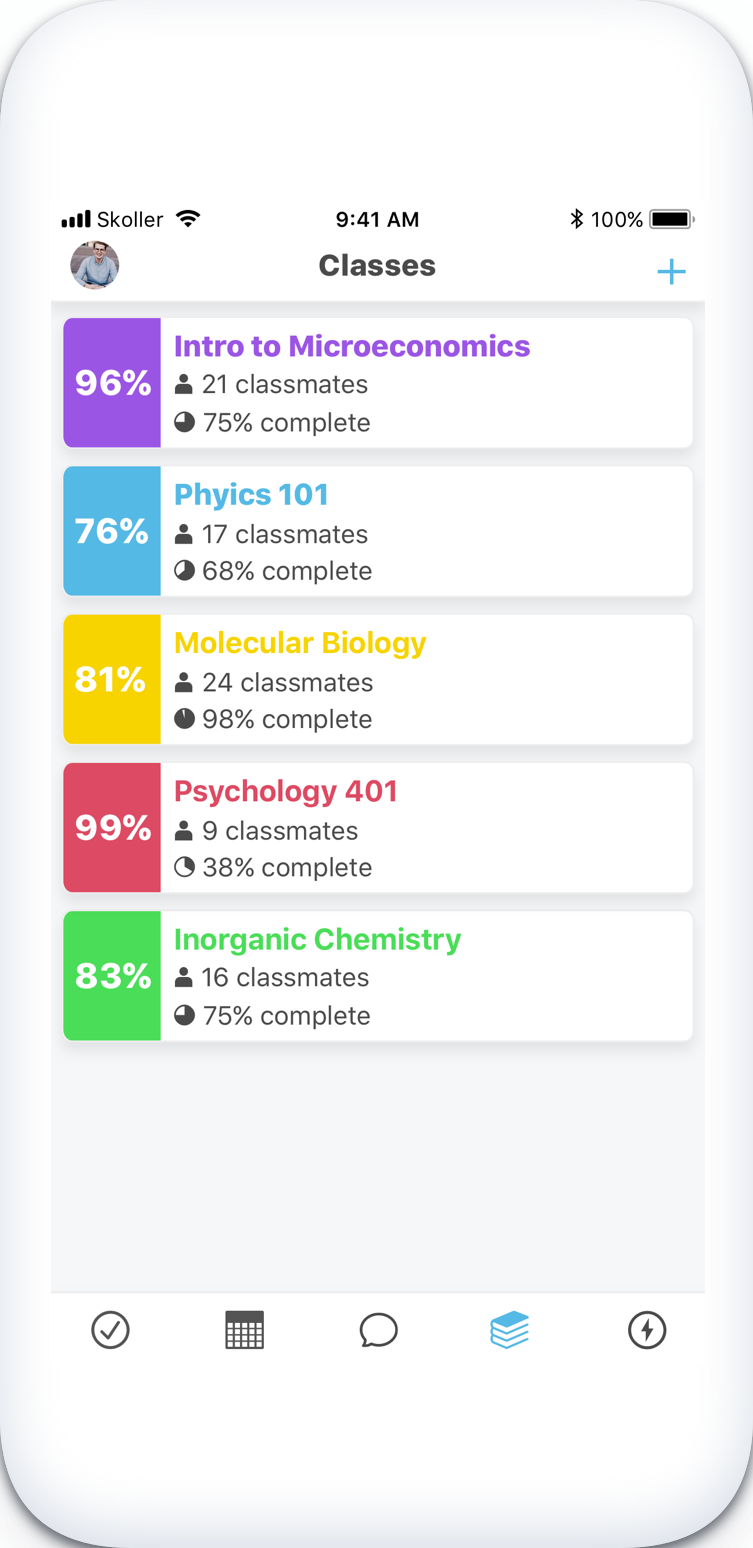 Skoller 9:41 AM 100%
Classes
96%
Intro to Microeconomics
21 classmates
75% complete
76%
Phyics 101
17 classmates
68% complete
81%
Molecular Biology
24 classmates
98% complete
99%
Psychology 401
9 classmates
38% complete
83%
Inorganic Chemistry
16 classmates
75% complete